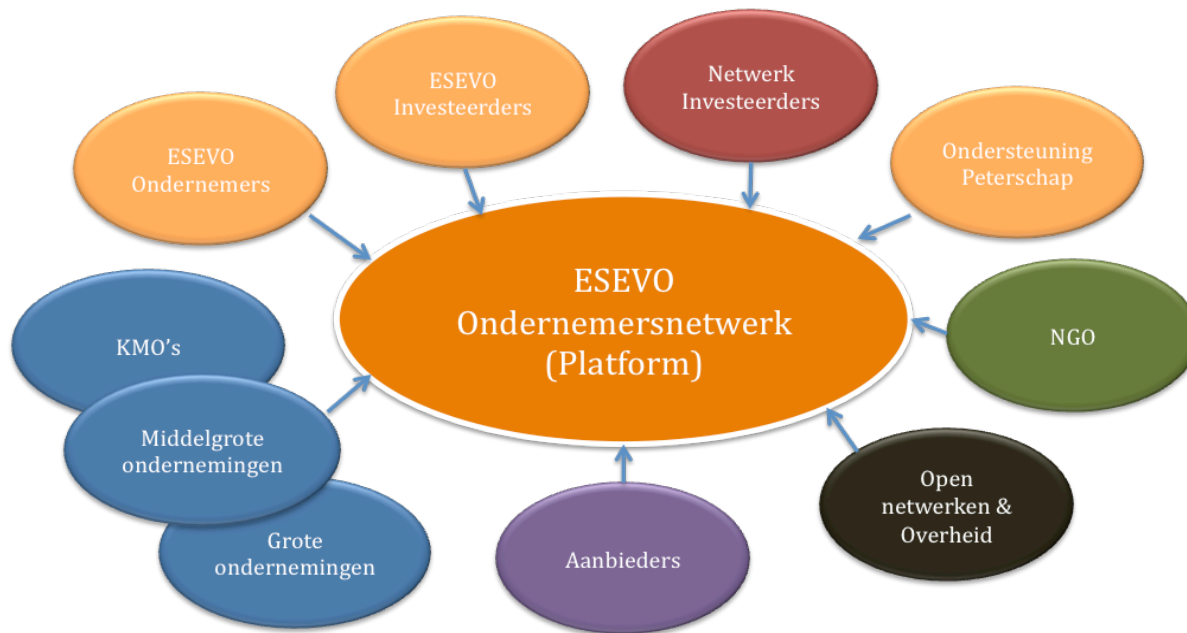 ESEVO
Investeerders
Netwerk
Investeerders
ESEVO
Ondernemers
Ondersteuning
Peterschap
ESEVO
Ondernemersnetwerk
(Platform)
KMO's
NGO
Middelgrote
ondernemingen
Open
netwerken &
Overheid
Grote
ondernemingen
Aanbieders